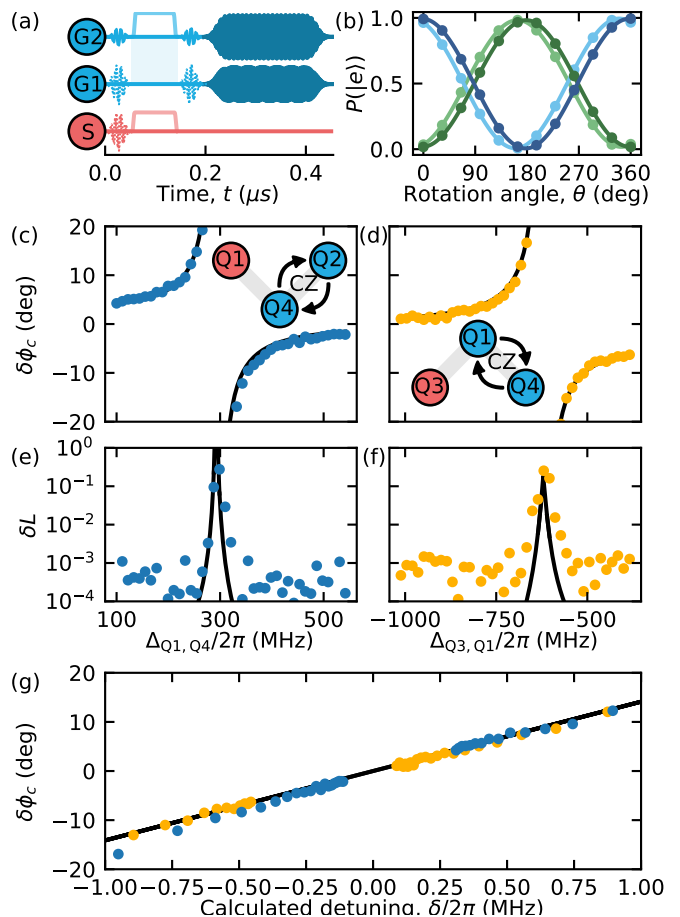 (a)
G2
G1
S
0.0 0.2 0.4
Time, t (μs)
(b)
P(|e⟩)
1.0
0.5
0.0
0 90 180 270 360
Rotation angle, θ (deg)
(c)
δϕc (deg)
20
10
0
−10
−20
Q1 Q2
CZ
Q4
(d)
Q1
CZ
Q3 Q4
(e)
δL
10⁰
10⁻¹
10⁻²
10⁻³
10⁻⁴
100 300 500
ΔQ1, Q4/2π (MHz)
(f)
−1000 −750 −500
ΔQ3, Q1/2π (MHz)
(g)
δϕc (deg)
20
10
0
−10
−20
−1.00 −0.75 −0.50 −0.25 0.00 0.25 0.50 0.75 1.00
Calculated detuning, δ/2π (MHz)